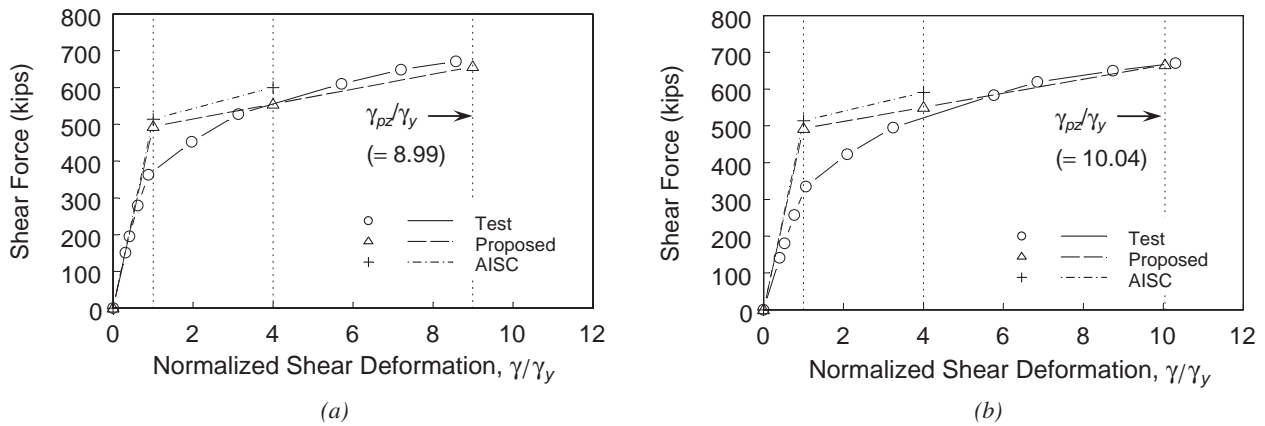 800
700
600
500
400
300
200
100
0
Shear Force (kips)
γpz/γy
(= 8.99)
Test
Proposed
AISC
0 2 4 6 8 10 12
Normalized Shear Deformation, γ/γy
(a)
800
700
600
500
400
300
200
100
0
Shear Force (kips)
γpz/γy
(= 10.04)
Test
Proposed
AISC
0 2 4 6 8 10 12
Normalized Shear Deformation, γ/γy
(b)